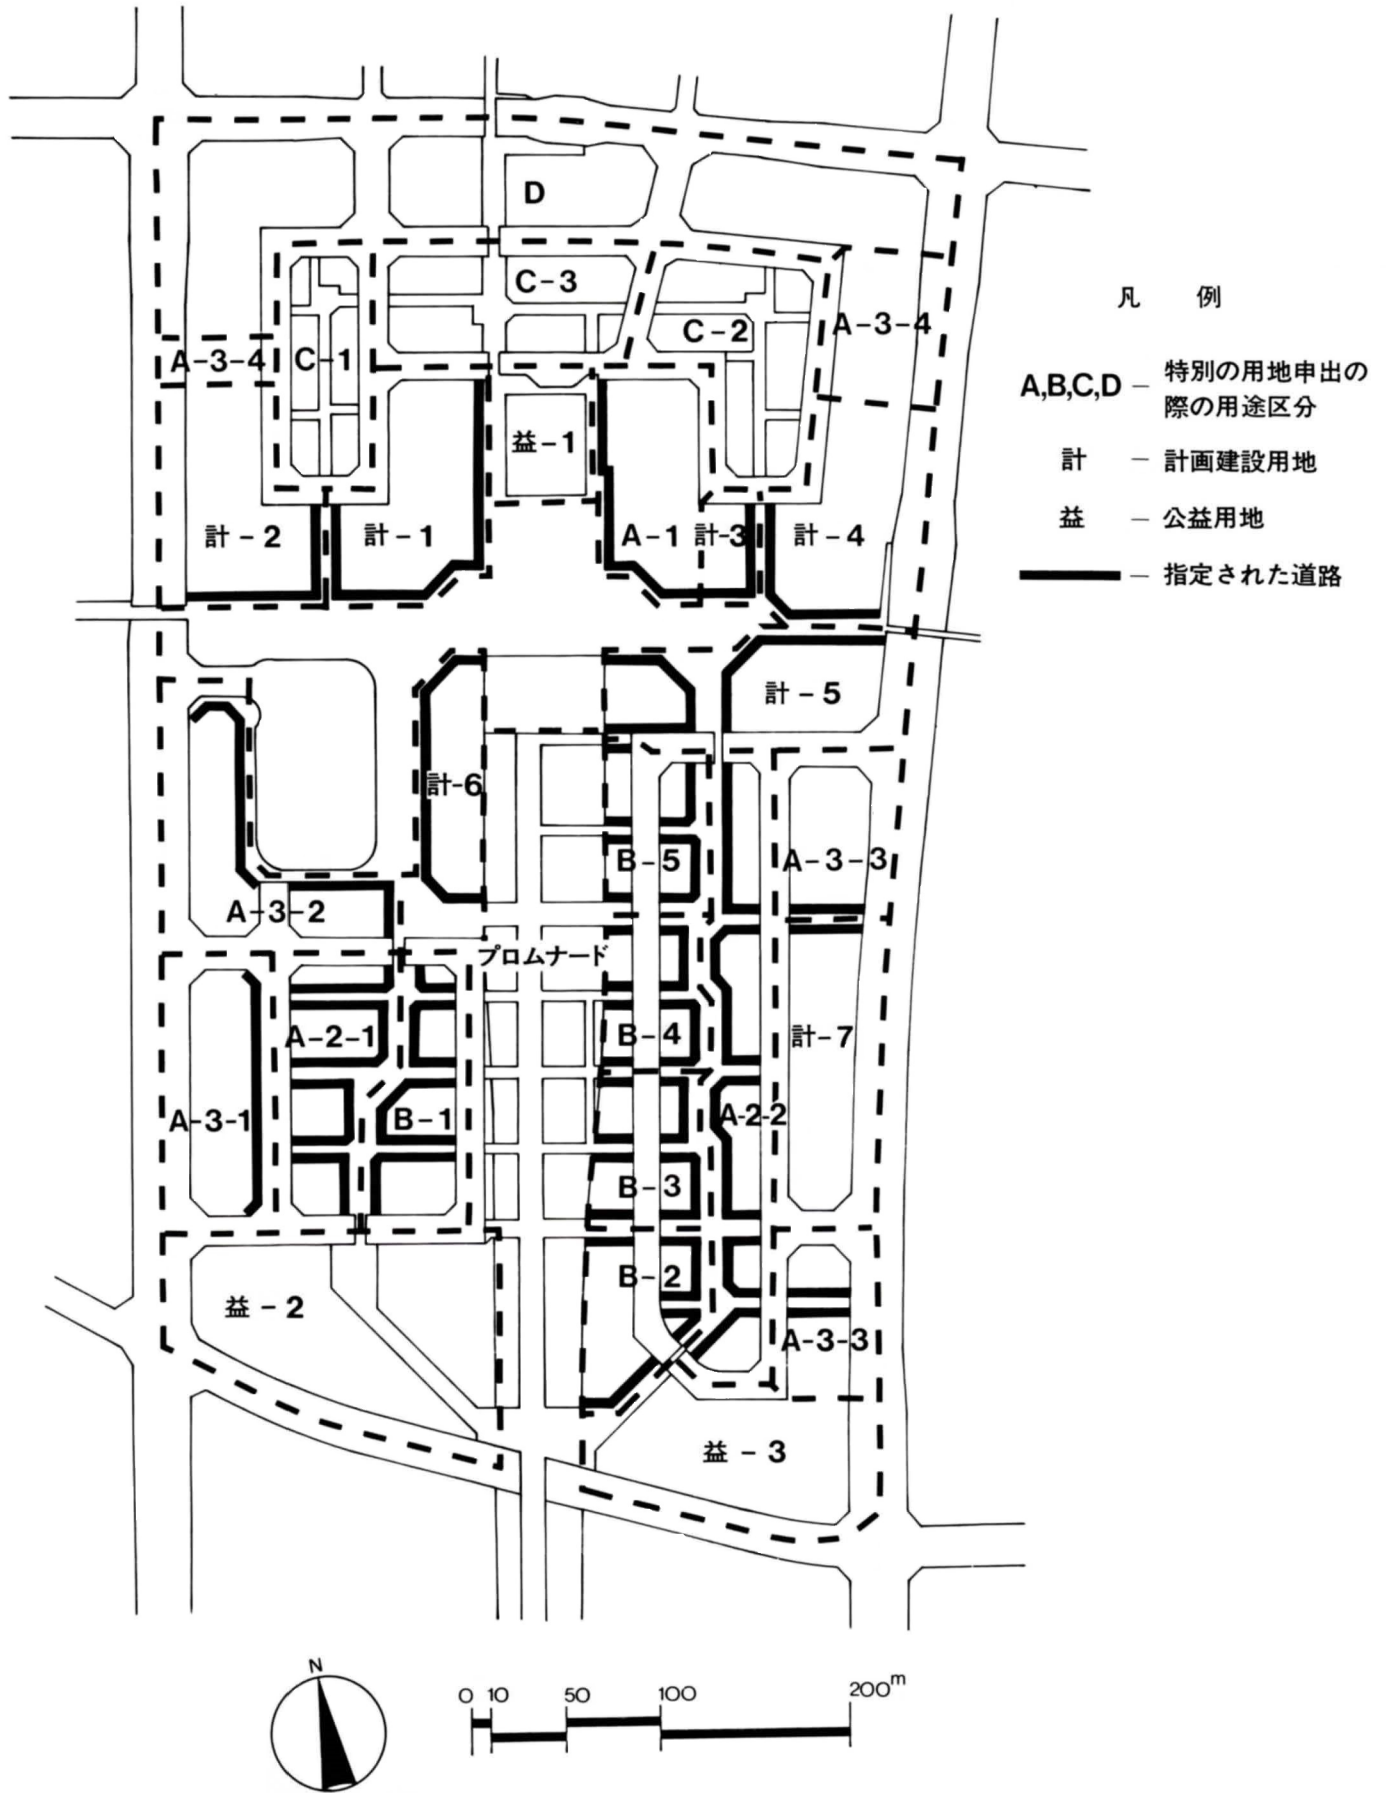 D
C-3
凡 例
C-2
A-3-4
A-3-4
C-1
A,B,C,D — 特別の用地申出の
際の用途区分
益-1
計 — 計画建設用地
益 — 公益用地
計-2
計-1
A-1
計-3
計-4
指定された道路
計-5
計-6
B-5
A-3-3
A-3-2
プロムナード
A-2-1
B-4
計-7
A-3-1
B-1
A-2-2
B-3
B-2
益-2
A-3-3
益-3
N
0 10 50 100 200m